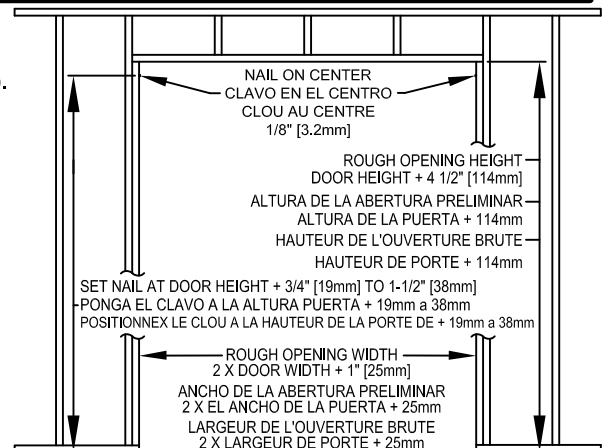 NAIL ON CENTER
CLAVO EN EL CENTRO
CLOU AU CENTRE
1/8" [3.2mm]
ROUGH OPENING HEIGHT
DOOR HEIGHT + 4 1/2" [114mm]
ALTURA DE LA ABERTURA PRELIMINAR
ALTURA DE LA PUERTA + 114mm
HAUTEUR DE L'OUVERTURE BRUTE
HAUTEUR DE PORTE + 114mm
SET NAIL AT DOOR HEIGHT + 3/4" [19mm] TO 1-1/2" [38mm]
PONGA EL CLAVO A LA ALTURA PUERTA + 19mm a 38mm
POSITIONNEX LE CLOU A LA HAUTEUR DE LA PORTE DE + 19mm a 38mm
ROUGH OPENING WIDTH
2 X DOOR WIDTH + 1" [25mm]
ANCHO DE LA ABERTURA PRELIMINAR
2 X EL ANCHO DE LA PUERTA + 25mm
LARGEUR DE L'OUVERTURE BRUTE
2 X LARGEUR DE PORTE + 25mm